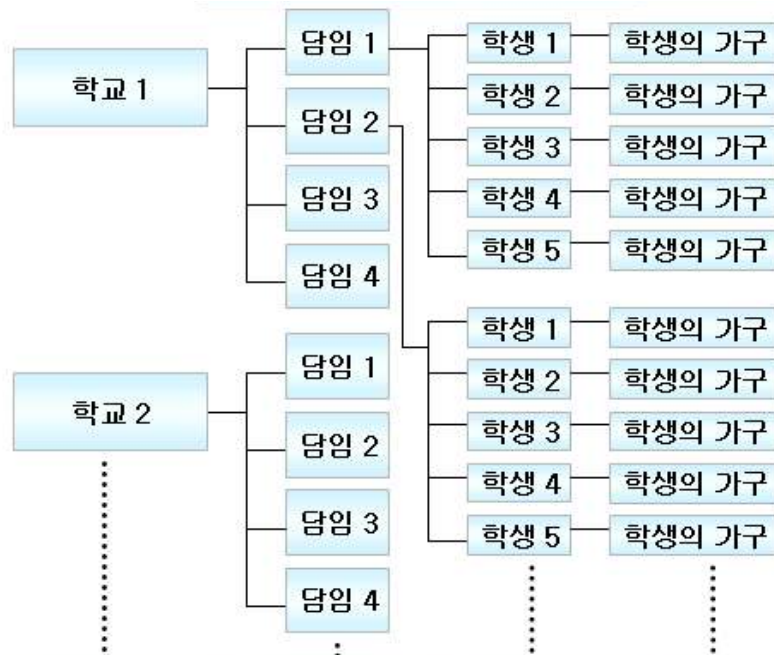 학교 1
담임 1
담임 2
담임 3
담임 4
학생 1 학생의 가구
학생 2 학생의 가구
학생 3 학생의 가구
학생 4 학생의 가구
학생 5 학생의 가구
학생 1 학생의 가구
학생 2 학생의 가구
학생 3 학생의 가구
학생 4 학생의 가구
학생 5 학생의 가구
학교 2
담임 1
담임 2
담임 3
담임 4